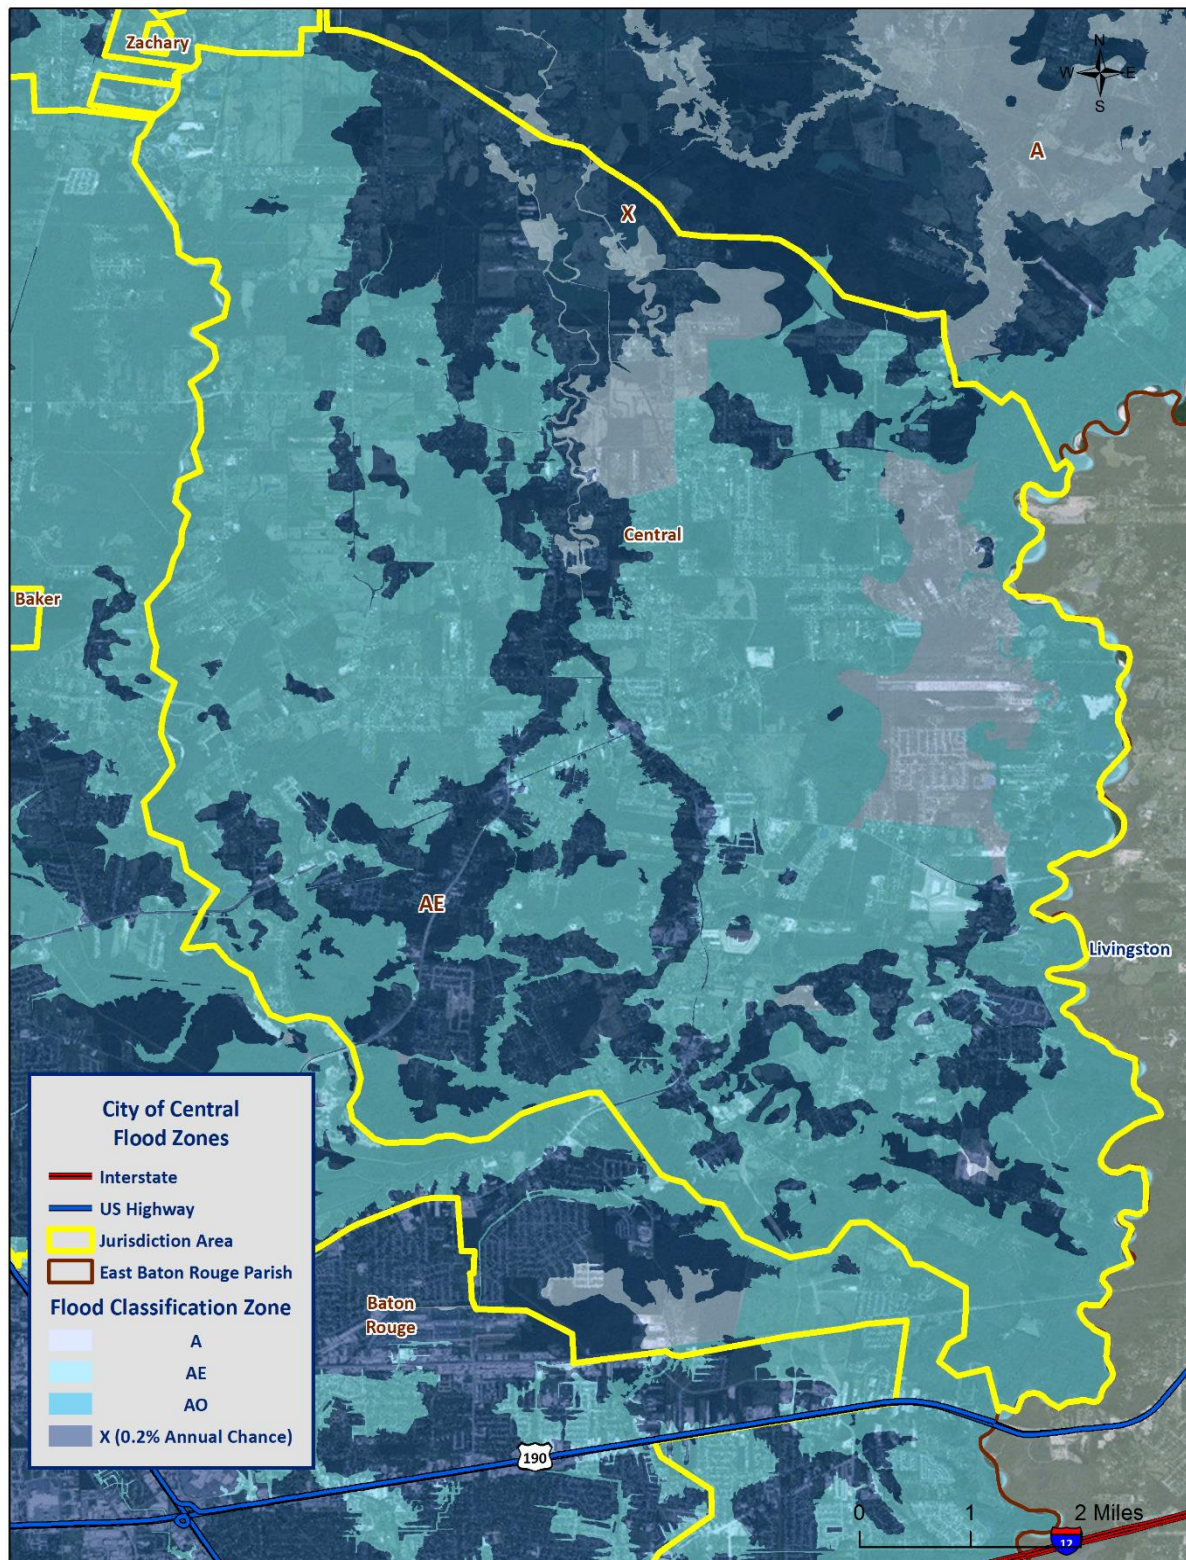 Zachary
N
W E
S
A
X
Central
Baker
AE
Livingston
City of Central
Flood Zones
Interstate
US Highway
Jurisdiction Area
East Baton Rouge Parish
Flood Classification Zone
A
AE
AO
X (0.2% Annual Chance)
Baton
Rouge
190
0 1 2 Miles
12